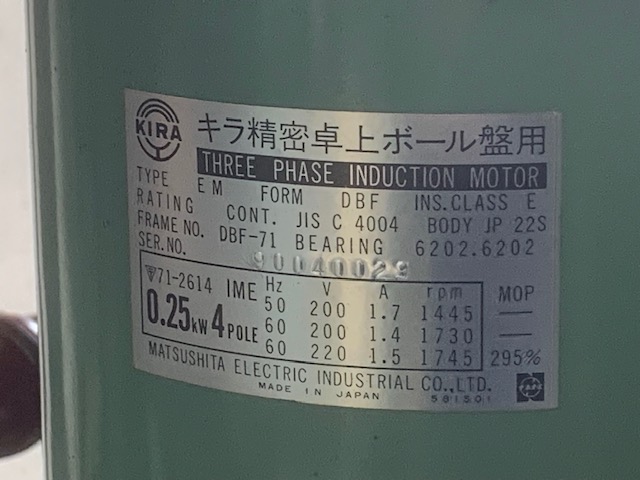 KIRA キラ精密卓上ボール盤用
THREE PHASE INDUCTION MOTOR
TYPE EM FORM DBF INS.CLASS E
RATING CONT. JIS C 4004 BODY JP 22S
FRAME NO. DBF-71 BEARING 6202.6202
SER.NO. 90040029
71-2614 IME Hz V A rpm MOP
50 200 1.7 1445 —
0.25kW 4POLE 60 200 1.4 1730 —
60 220 1.5 1745 295%
MATSUSHITA ELECTRIC INDUSTRIAL CO.,LTD.
MADE IN JAPAN 581501